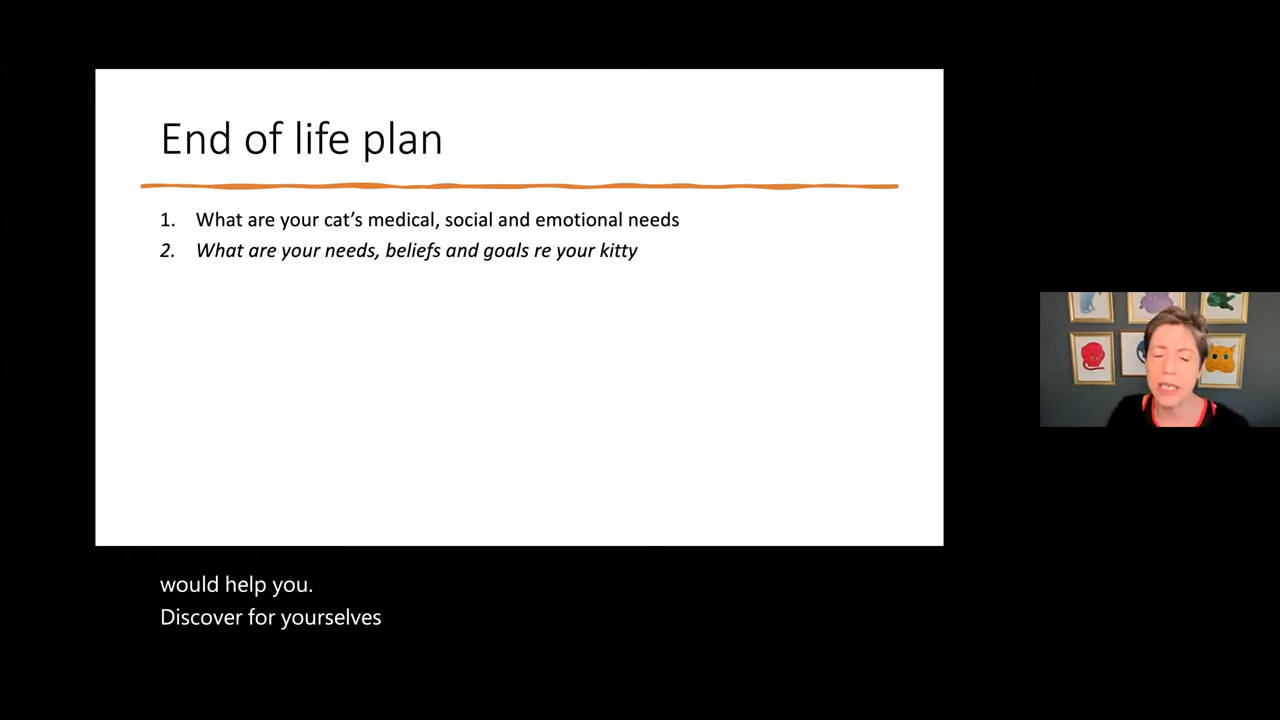 End of life plan
1. What are your cat's medical, social and emotional needs
2. What are your needs, beliefs and goals re your kitty
would help you.
Discover for yourselves